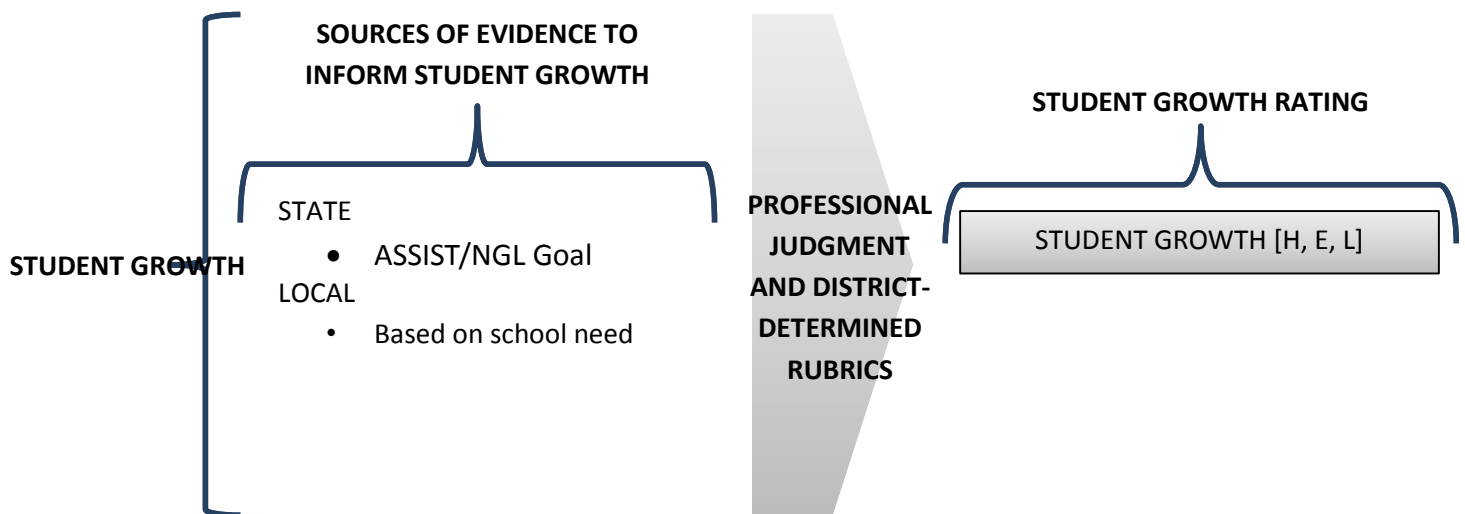 SOURCES OF EVIDENCE TO
INFORM STUDENT GROWTH
STUDENT GROWTH
STATE
● ASSIST/NGL Goal
LOCAL
• Based on school need
PROFESSIONAL
JUDGMENT
AND DISTRICT-
DETERMINED
RUBRICS
STUDENT GROWTH RATING
STUDENT GROWTH [H, E, L]